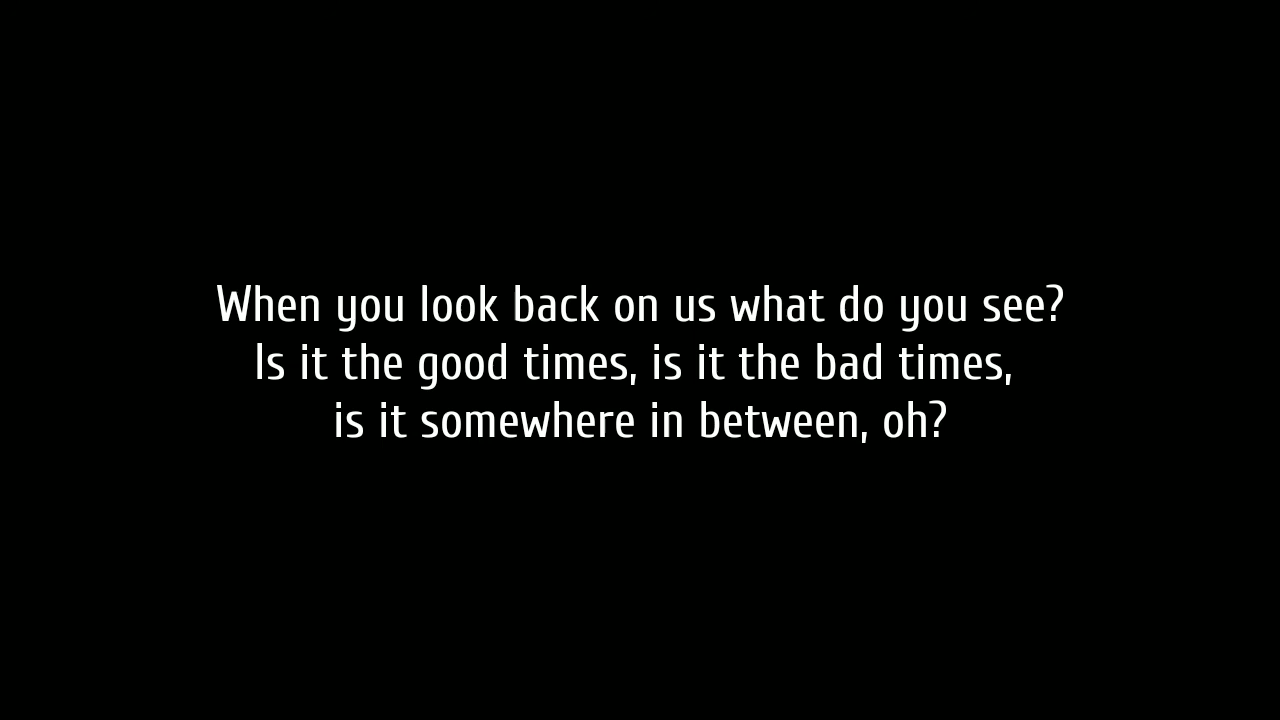 When you look back on us what do you see?
Is it the good times, is it the bad times,
is it somewhere in between, oh?